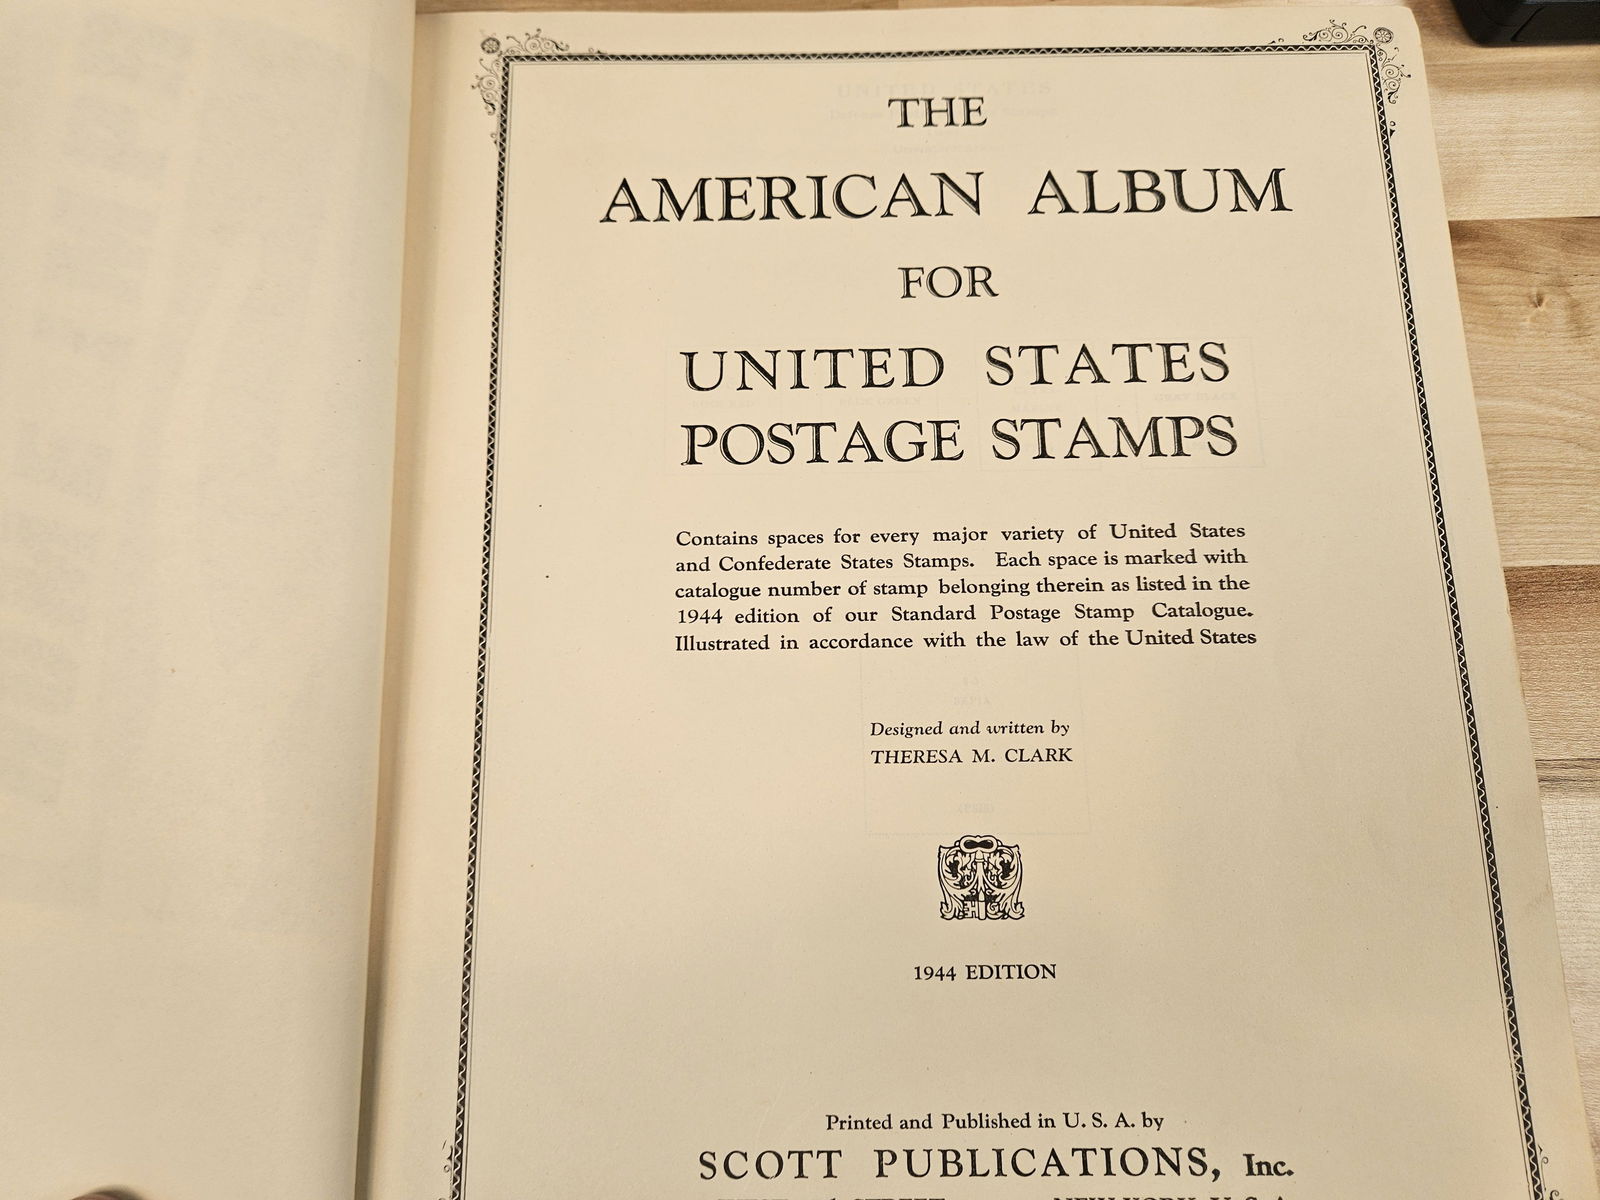 THE
AMERICAN ALBUM
FOR
UNITED STATES
POSTAGE STAMPS
Contains spaces for every major variety of United States
and Confederate States Stamps. Each space is marked with
catalogue number of stamp belonging therein as listed in the
1944 edition of our Standard Postage Stamp Catalogue.
Illustrated in accordance with the law of the United States
Designed and written by
THERESA M. CLARK
1944 EDITION
Printed and Published in U. S. A. by
SCOTT PUBLICATIONS, Inc.